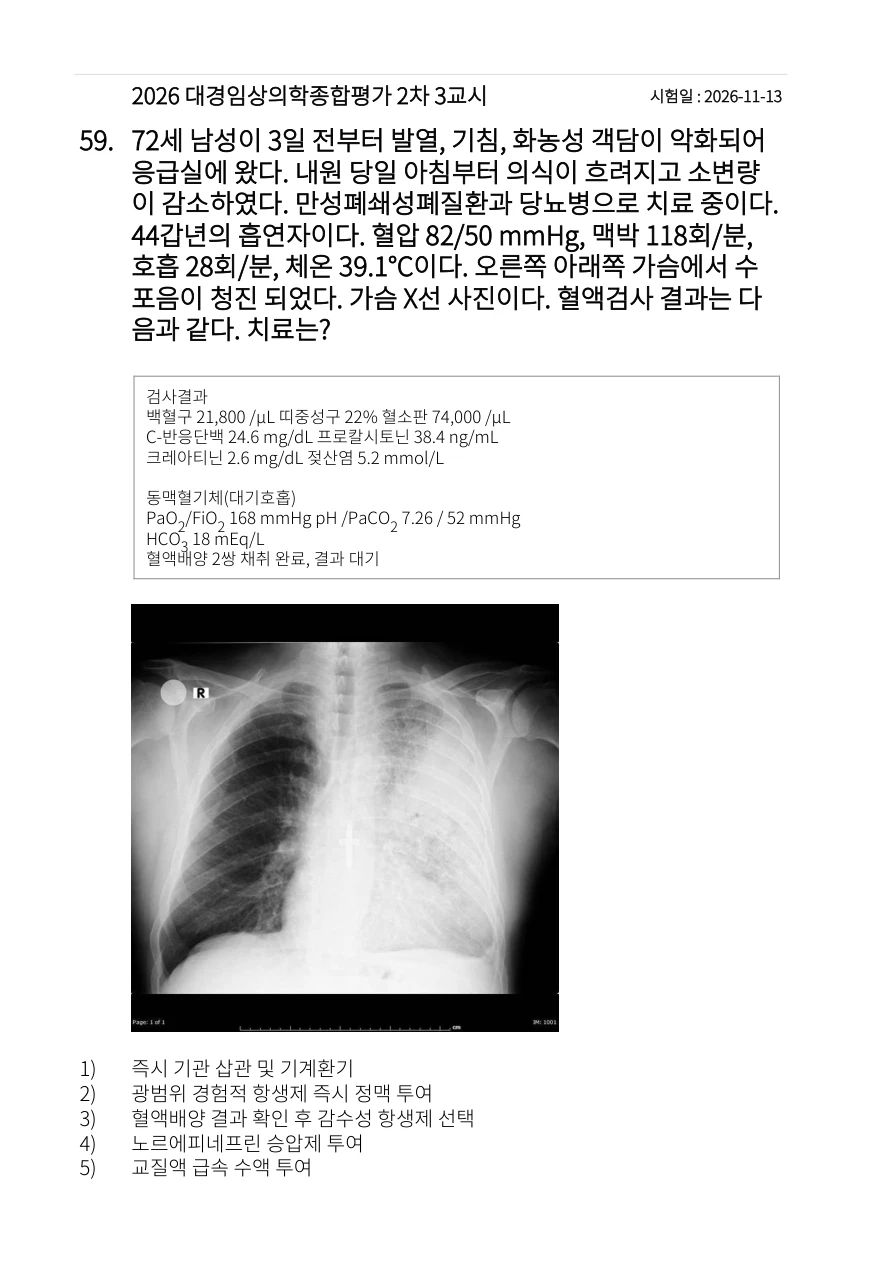 2026 대경임상의학종합평가 2차 3교시
시험일 : 2026-11-13
59. 72세 남성이 3일 전부터 발열, 기침, 화농성 객담이 악화되어
응급실에 왔다. 내원 당일 아침부터 의식이 흐려지고 소변량
이 감소하였다. 만성폐쇄성폐질환과 당뇨병으로 치료 중이다.
44갑년의 흡연자이다. 혈압 82/50 mmHg, 맥박 118회/분,
호흡 28회/분, 체온 39.1°C이다. 오른쪽 아래쪽 가슴에서 수
포음이 청진 되었다. 가슴 X선 사진이다. 혈액검사 결과는 다
음과 같다. 치료는?
검사결과
백혈구 21,800 /µL 띠중성구 22% 혈소판 74,000 /µL
C-반응단백 24.6 mg/dL 프로칼시토닌 38.4 ng/mL
크레아티닌 2.6 mg/dL 젖산염 5.2 mmol/L
동맥혈기체(대기호흡)
PaO2/FiO2 168 mmHg pH /PaCO2 7.26 / 52 mmHg
HCO3 18 mEq/L
혈액배양 2쌍 채취 완료, 결과 대기
R
Page: 1 of 1
cm
IM: 1001
1) 즉시 기관 삽관 및 기계환기
2) 광범위 경험적 항생제 즉시 정맥 투여
3) 혈액배양 결과 확인 후 감수성 항생제 선택
4) 노르에피네프린 승압제 투여
5) 교질액 급속 수액 투여